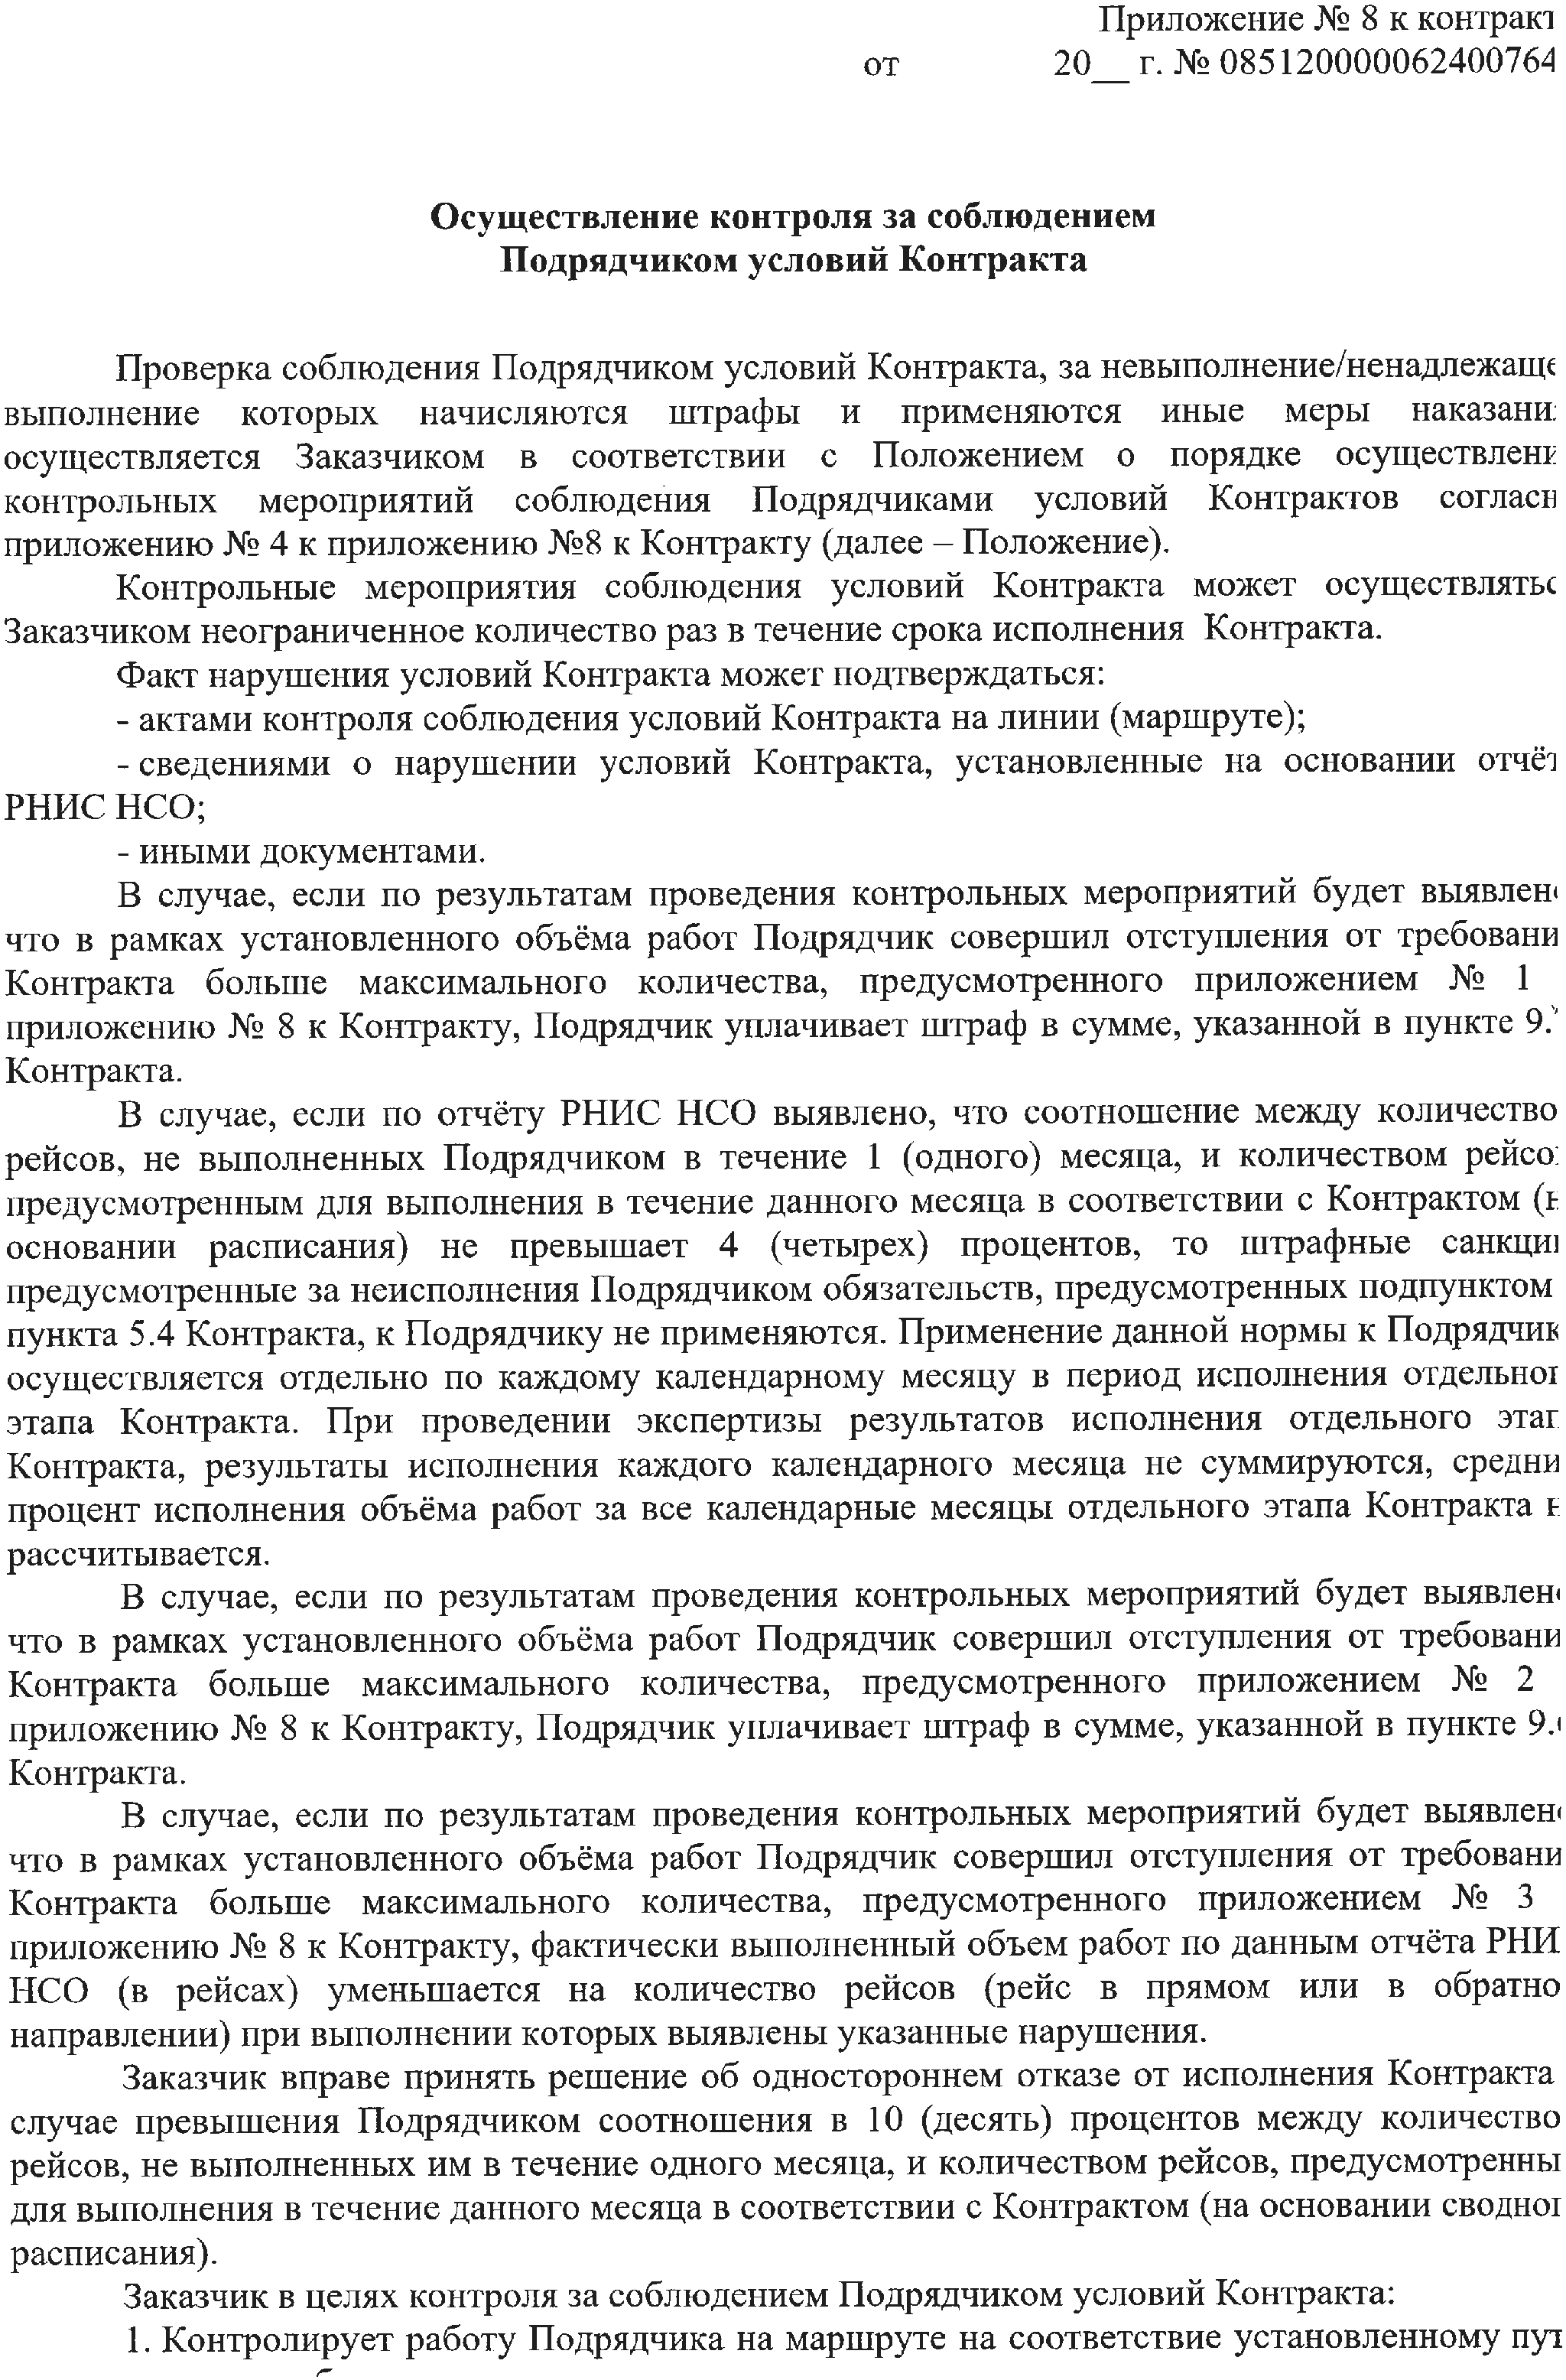 Приложение № 8 к контракт
от 20__ г. № 085120000062400764
Осуществление контроля за соблюдением
Подрядчиком условий Контракта
Проверка соблюдения Подрядчиком условий Контракта, за невыполнение/ненадлежаще
выполнение которых начисляются штрафы и применяются иные меры наказани
осуществляется Заказчиком в соответствии с Положением о порядке осуществлени
контрольных мероприятий соблюдения Подрядчиками условий Контрактов согласн
приложению № 4 к приложению №8 к Контракту (далее – Положение).
Контрольные мероприятия соблюдения условий Контракта может осуществлятьс
Заказчиком неограниченное количество раз в течение срока исполнения Контракта.
Факт нарушения условий Контракта может подтверждаться:
- актами контроля соблюдения условий Контракта на линии (маршруте);
- сведениями о нарушении условий Контракта, установленные на основании отчёт
РНИС НСО;
- иными документами.
В случае, если по результатам проведения контрольных мероприятий будет выявлен
что в рамках установленного объёма работ Подрядчик совершил отступления от требовани
Контракта больше максимального количества, предусмотренного приложением № 1
приложению № 8 к Контракту, Подрядчик уплачивает штраф в сумме, указанной в пункте 9.
Контракта.
В случае, если по отчёту РНИС НСО выявлено, что соотношение между количество
рейсов, не выполненных Подрядчиком в течение 1 (одного) месяца, и количеством рейсо
предусмотренным для выполнения в течение данного месяца в соответствии с Контрактом (н
основании расписания) не превышает 4 (четырех) процентов, то штрафные санкци
предусмотренные за неисполнения Подрядчиком обязательств, предусмотренных подпунктом
пункта 5.4 Контракта, к Подрядчику не применяются. Применение данной нормы к Подрядчик
осуществляется отдельно по каждому календарному месяцу в период исполнения отдельног
этапа Контракта. При проведении экспертизы результатов исполнения отдельного этап
Контракта, результаты исполнения каждого календарного месяца не суммируются, средни
процент исполнения объёма работ за все календарные месяцы отдельного этапа Контракта н
рассчитывается.
В случае, если по результатам проведения контрольных мероприятий будет выявлен
что в рамках установленного объёма работ Подрядчик совершил отступления от требовани
Контракта больше максимального количества, предусмотренного приложением № 2
приложению № 8 к Контракту, Подрядчик уплачивает штраф в сумме, указанной в пункте 9.
Контракта.
В случае, если по результатам проведения контрольных мероприятий будет выявлен
что в рамках установленного объёма работ Подрядчик совершил отступления от требовани
Контракта больше максимального количества, предусмотренного приложением № 3
приложению № 8 к Контракту, фактически выполненный объем работ по данным отчёта РНИ
НСО (в рейсах) уменьшается на количество рейсов (рейс в прямом или в обратно
направлении) при выполнении которых выявлены указанные нарушения.
Заказчик вправе принять решение об одностороннем отказе от исполнения Контракта
случае превышения Подрядчиком соотношения в 10 (десять) процентов между количество
рейсов, не выполненных им в течение одного месяца, и количеством рейсов, предусмотренны
для выполнения в течение данного месяца в соответствии с Контрактом (на основании сводног
расписания).
Заказчик в целях контроля за соблюдением Подрядчиком условий Контракта:
1. Контролирует работу Подрядчика на маршруте на соответствие установленному пут